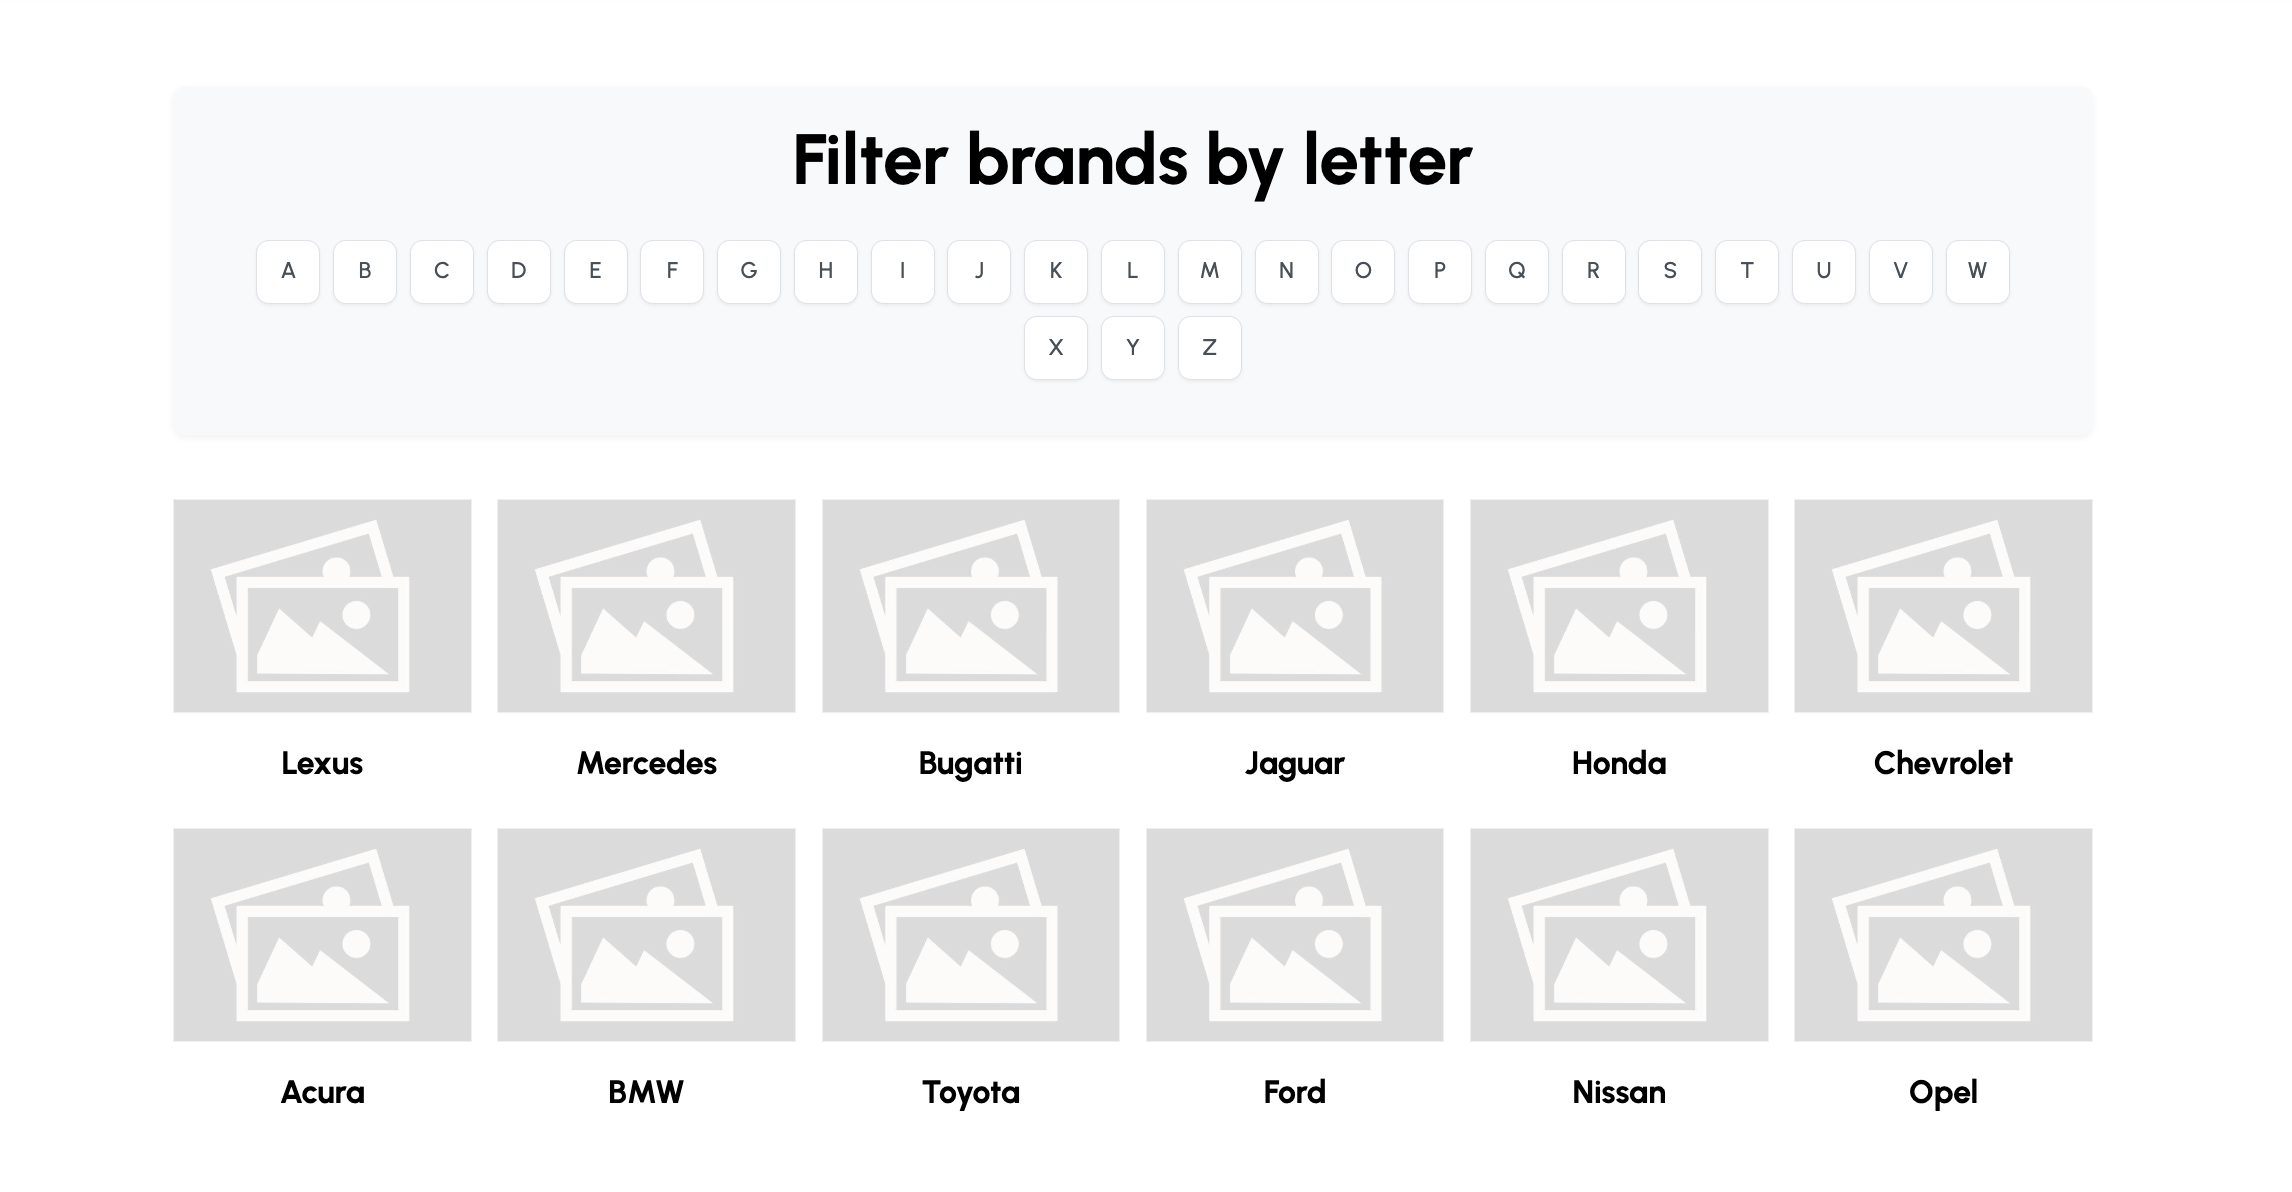 Filter brands by letter
A B C D E F G H I J K L M N O P Q R S T U V W
X Y Z
Lexus Mercedes Bugatti Jaguar Honda Chevrolet
Acura BMW Toyota Ford Nissan Opel